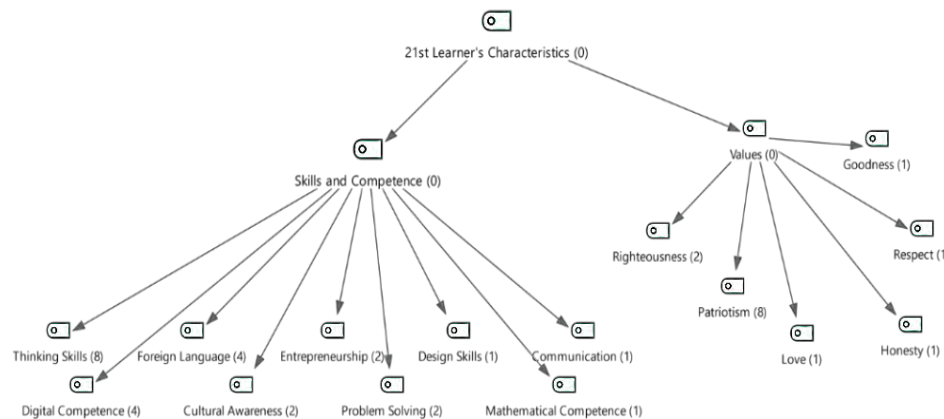 21st Learner's Characteristics (0)
Values (0)
Goodness (1)
Skills and Competence (0)
Righteousness (2)
Respect (1
Patriotism (8)
Thinking Skills (8)
Foreign Language (4)
Entrepreneurship (2)
Design Skills (1)
Communication (1)
Love (1)
Honesty (1)
Digital Competence (4)
Cultural Awareness (2)
Problem Solving (2)
Mathematical Competence (1)